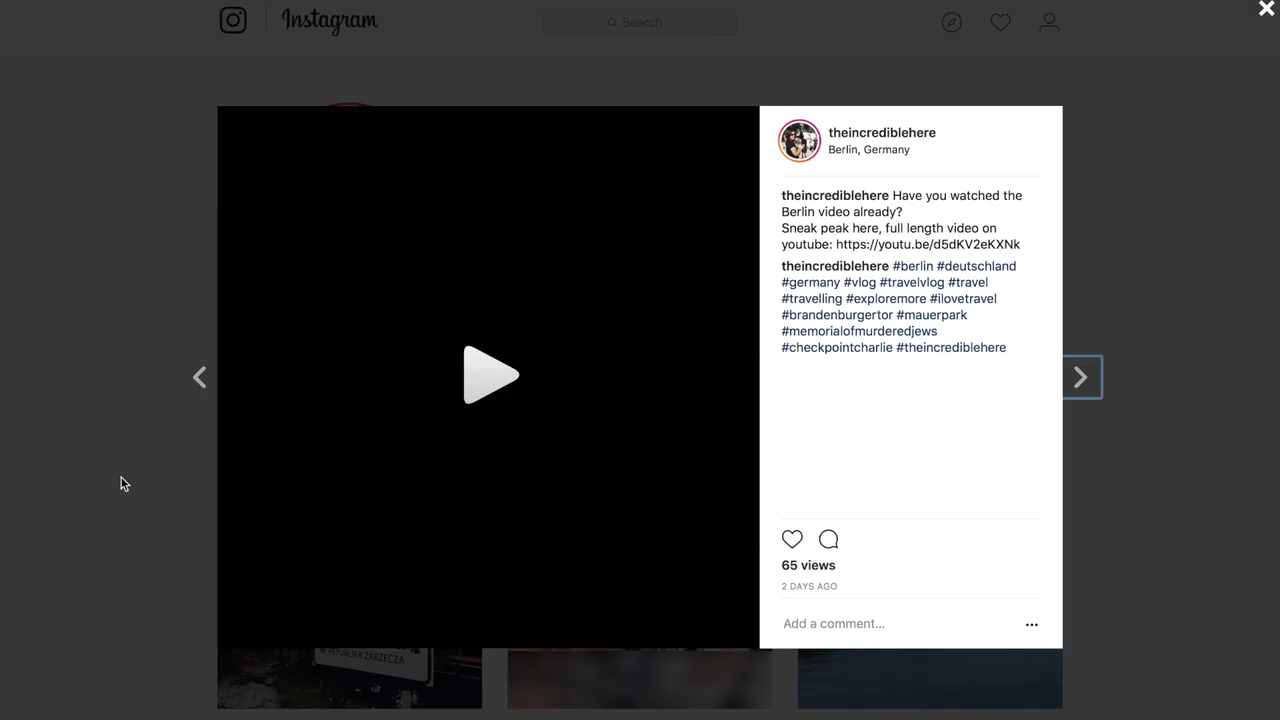 Instagram
Search
theincrediblehere
Berlin, Germany
theincrediblehere Have you watched the
Berlin video already?
Sneak peak here, full length video on
youtube: https://youtu.be/d5dKV2eKXNk
theincrediblehere #berlin #deutschland
#germany #vlog #travelvlog #travel
#travelling #exploremore #ilovetravel
#brandenburgertor #mauerpark
#memorialofmurderedjews
#checkpointcharlie #theincrediblehere
65 views
2 DAYS AGO
Add a comment...
REPUBLIKA ZARZECZA